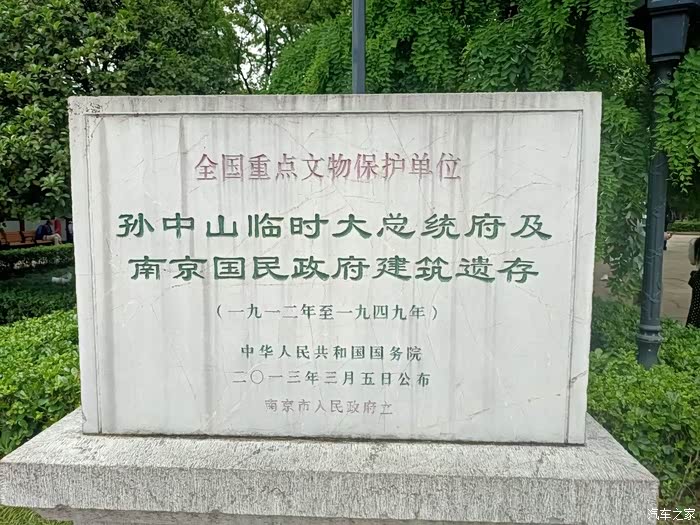 全国重点文物保护单位
孙中山临时大总统府及
南京国民政府建筑遗存
(一九一二年至一九四九年)
中华人民共和国国务院
二〇一三年三月五日公布
南京市人民政府立
汽车之家